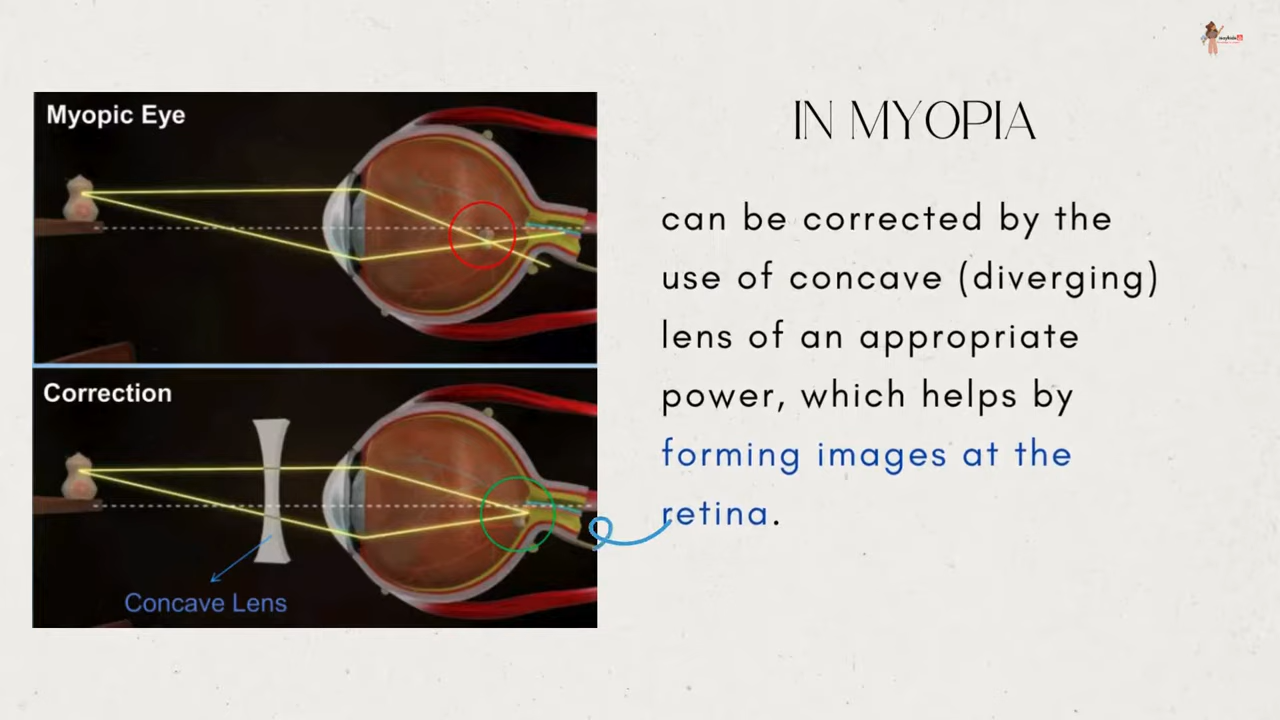 Myopic Eye
Correction
Concave Lens
IN MYOPIA
can be corrected by the
use of concave (diverging)
lens of an appropriate
power, which helps by
forming images at the
retina.